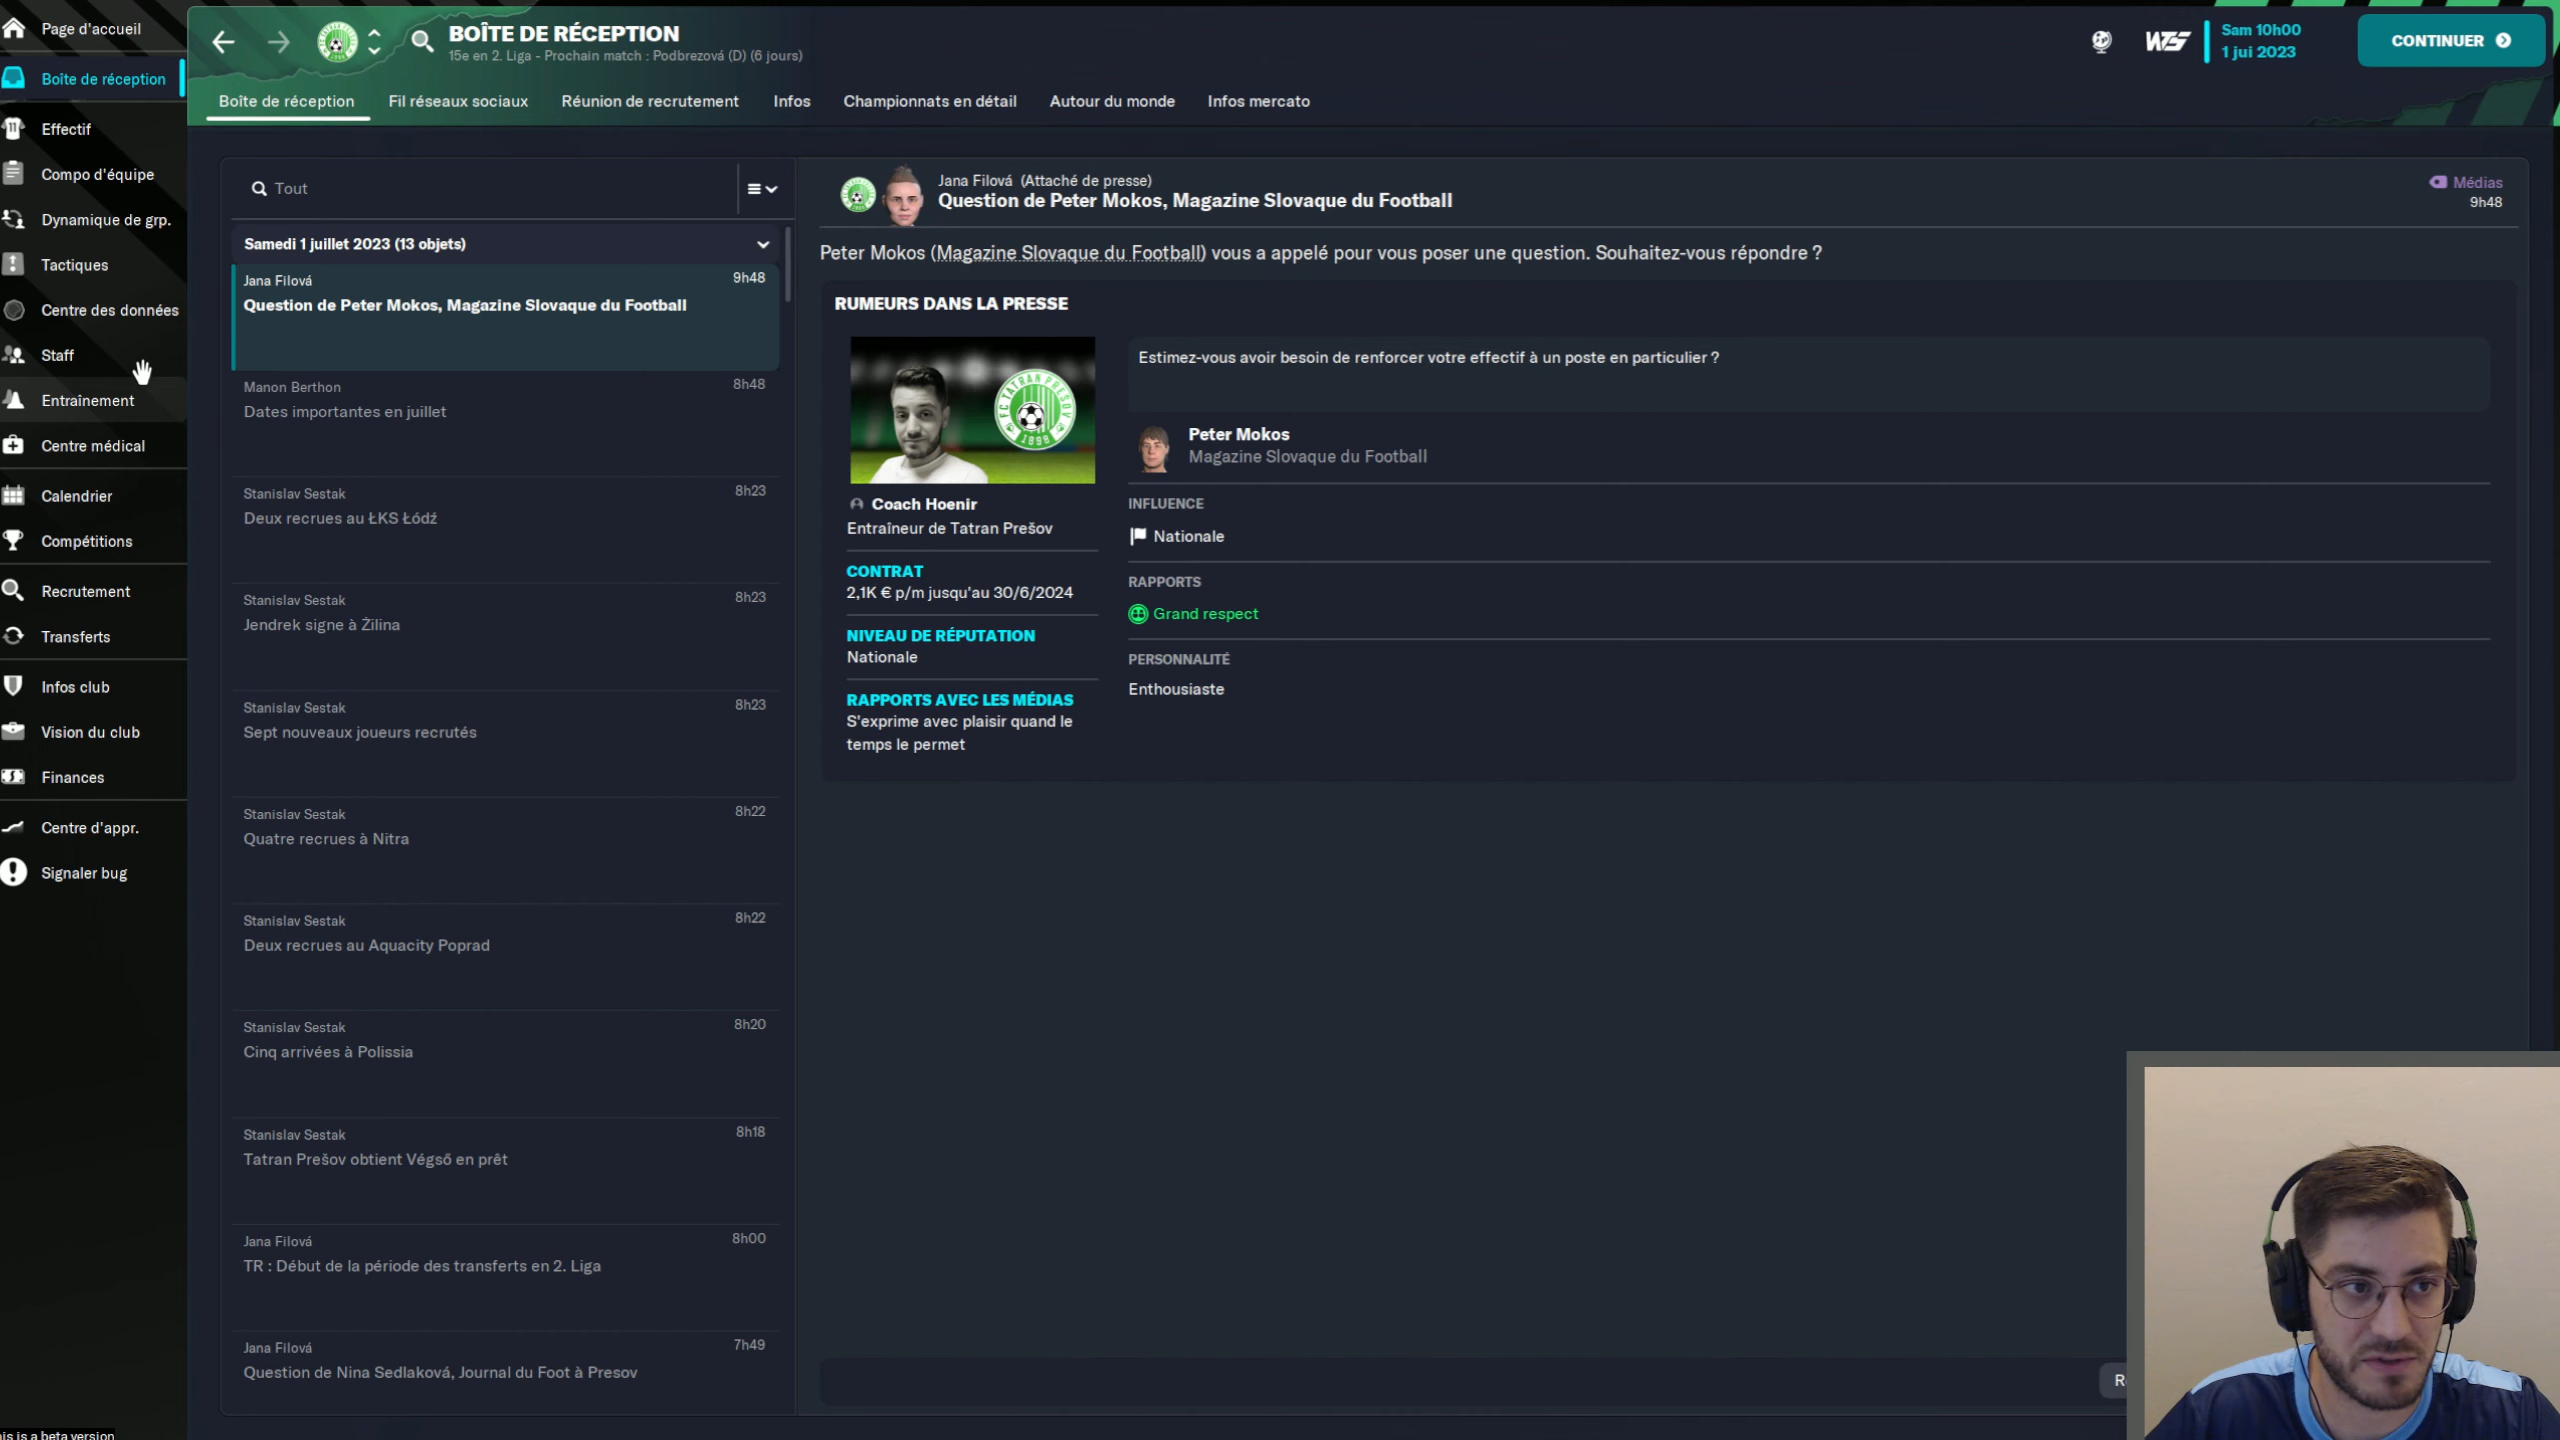 Page d'accueil
Boîte de réception
Effectif
Compo d'équipe
Dynamique de grp.
Tactiques
Centre des données
Staff
Entraînement
Centre médical
Calendrier
Compétitions
Recrutement
Transferts
Infos club
Vision du club
Finances
Centre d'appr.
Signaler bug
his is a beta version
BOÎTE DE RÉCEPTION
15e en 2. Liga - Prochain match : Podbrezová (D) (6 jours)
Sam 10h00
1 jui 2023
CONTINUER
Boîte de réception
Fil réseaux sociaux
Réunion de recrutement
Infos
Championnats en détail
Autour du monde
Infos mercato
Tout
Samedi 1 juillet 2023 (13 objets)
Jana Filová 9h48
Question de Peter Mokos, Magazine Slovaque du Football
Manon Berthon 8h48
Dates importantes en juillet
Stanislav Sestak 8h23
Deux recrues au ŁKS Łódź
Stanislav Sestak 8h23
Jendrek signe à Žilina
Stanislav Sestak 8h23
Sept nouveaux joueurs recrutés
Stanislav Sestak 8h22
Quatre recrues à Nitra
Stanislav Sestak 8h22
Deux recrues au Aquacity Poprad
Stanislav Sestak 8h20
Cinq arrivées à Polissia
Stanislav Sestak 8h18
Tatran Prešov obtient Végső en prêt
Jana Filová 8h00
TR : Début de la période des transferts en 2. Liga
Jana Filová 7h49
Question de Nina Sedlaková, Journal du Foot à Presov
Jana Filová (Attaché de presse)
Question de Peter Mokos, Magazine Slovaque du Football
Médias
9h48
Peter Mokos (Magazine Slovaque du Football) vous a appelé pour vous poser une question. Souhaitez-vous répondre ?
RUMEURS DANS LA PRESSE
FC TATRAN PREŠOV
1898
Coach Hoenir
Entraîneur de Tatran Prešov
CONTRAT
2,1K € p/m jusqu'au 30/6/2024
NIVEAU DE RÉPUTATION
Nationale
RAPPORTS AVEC LES MÉDIAS
S'exprime avec plaisir quand le
temps le permet
Estimez-vous avoir besoin de renforcer votre effectif à un poste en particulier ?
Peter Mokos
Magazine Slovaque du Football
INFLUENCE
Nationale
RAPPORTS
Grand respect
PERSONNALITÉ
Enthousiaste